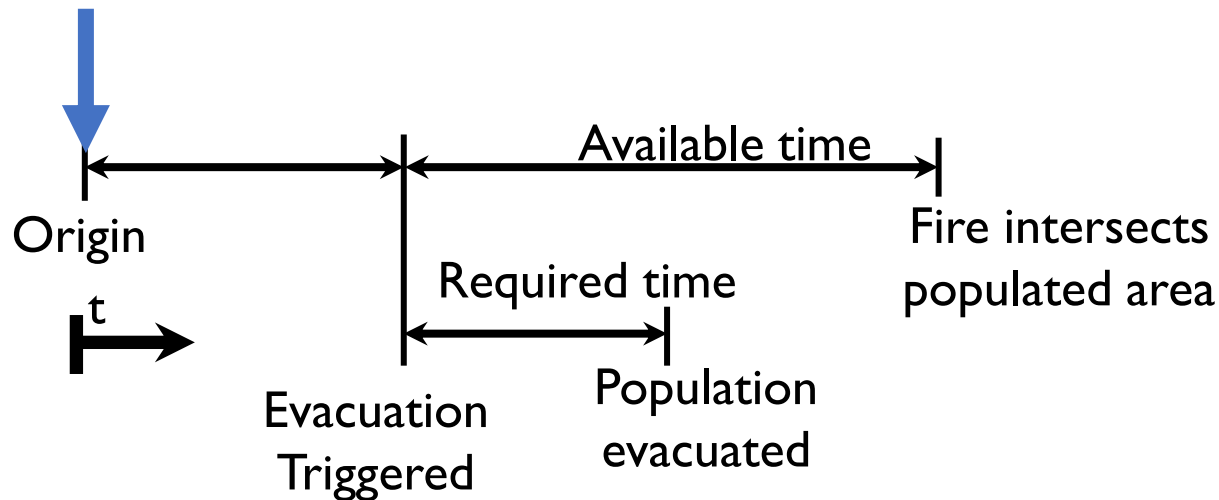 Available time
Origin
Fire intersects
populated area
Required time
t
Evacuation
Triggered
Population
evacuated